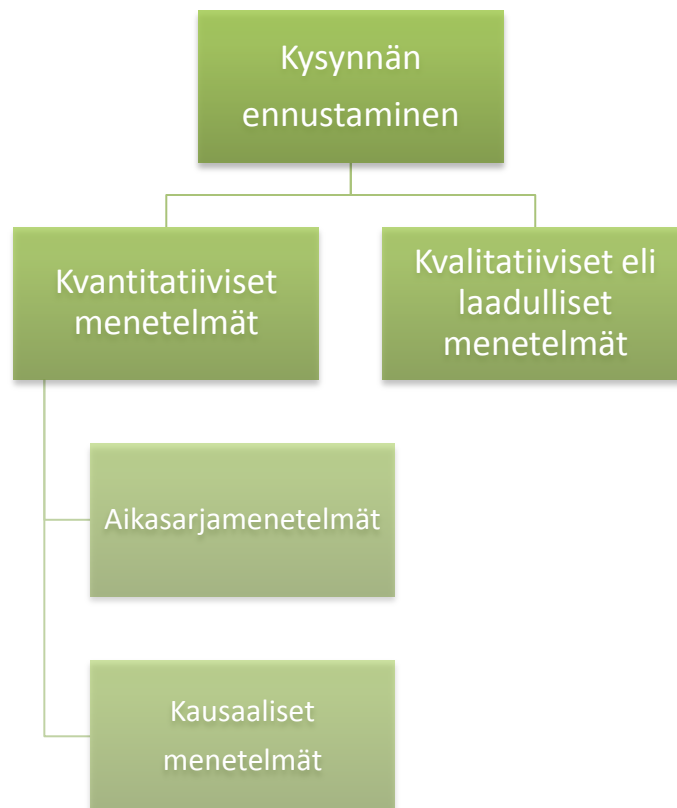 Kysynnän
ennustaminen
Kvantitatiiviset
menetelmät
Kvalitatiiviset eli
laadulliset
menetelmät
Aikasarjamenetelmät
Kausaaliset
menetelmät